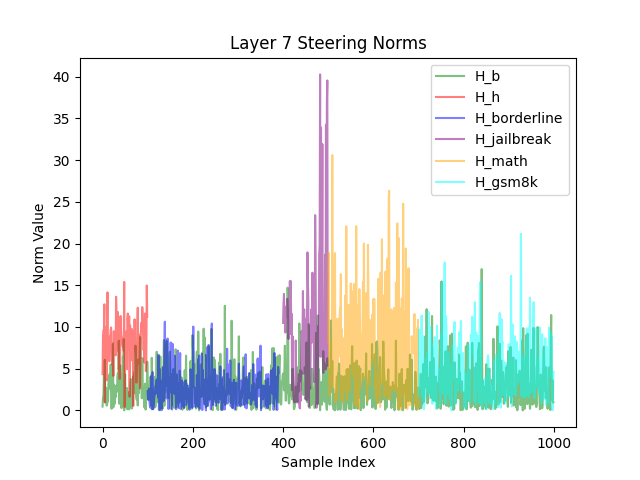 Layer 7 Steering Norms
40
35
30
25
20
15
10
5
0
Norm Value
H_b
H_h
H_borderline
H_jailbreak
H_math
H_gsm8k
0 200 400 600 800 1000
Sample Index